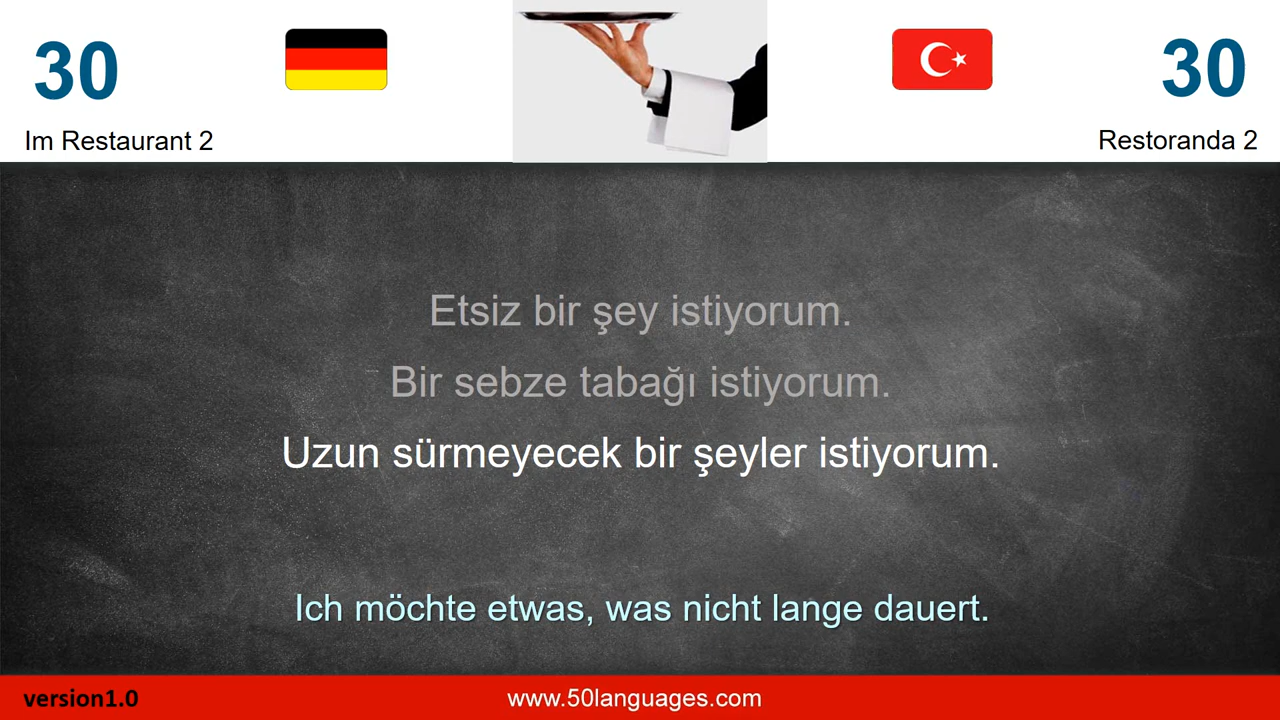 30
30
Im Restaurant 2
Restoranda 2
Etsiz bir şey istiyorum.
Bir sebze tabağı istiyorum.
Uzun sürmeyecek bir şeyler istiyorum.
Ich möchte etwas, was nicht lange dauert.
version1.0
www.50languages.com